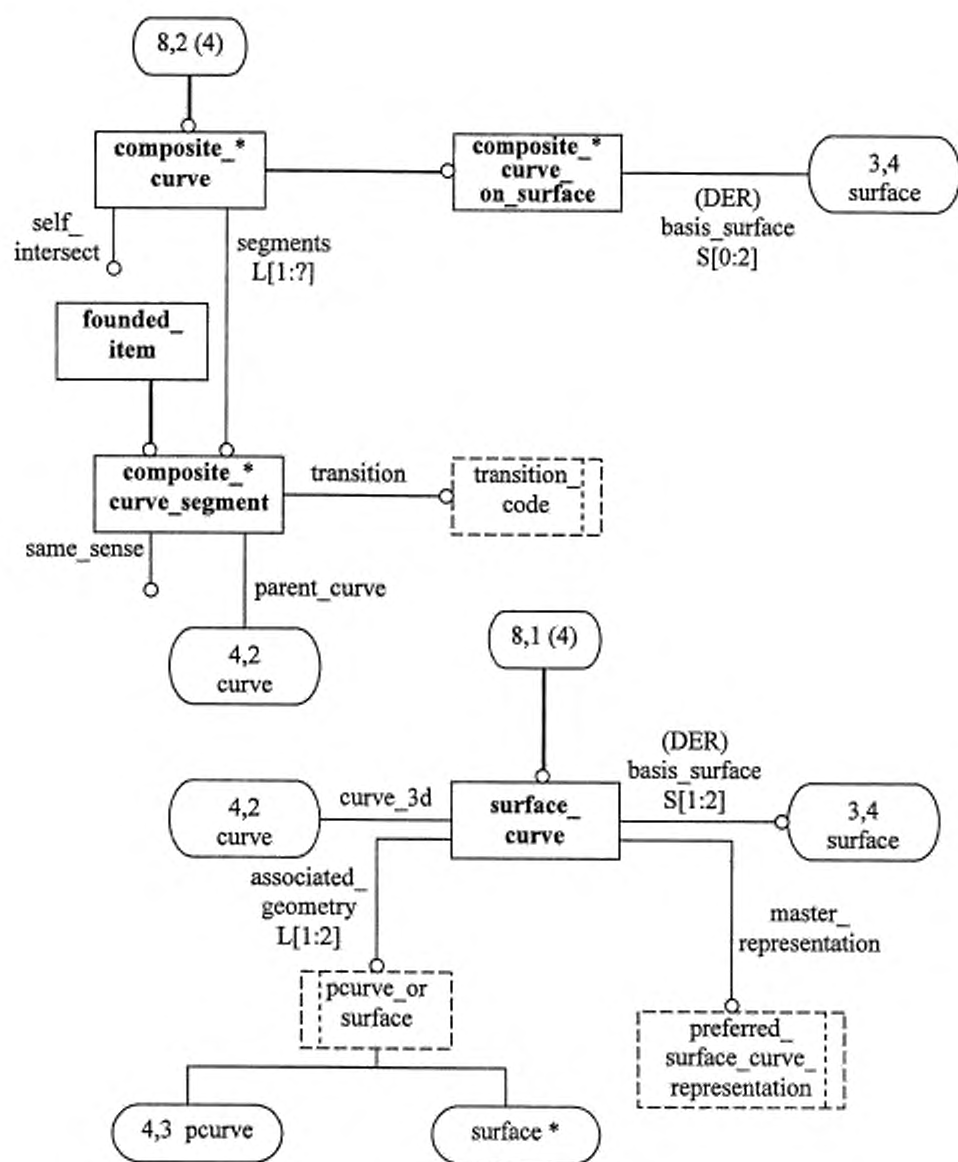 8,2 (4)
composite_*
curve
composite_*
curve_
on_surface
3,4
surface
(DER)
basis_surface
S[0:2]
self_
intersect
segments
L[1:?]
founded_
item
composite_*
curve_segment
transition
transition_
code
same_sense
parent_curve
4,2
curve
8,1 (4)
(DER)
basis_surface
S[1:2]
4,2
curve
curve_3d
surface_
curve
3,4
surface
associated_
geometry
L[1:2]
master_
representation
pcurve_or
surface
preferred_
surface_curve_
representation
4,3 pcurve
surface *